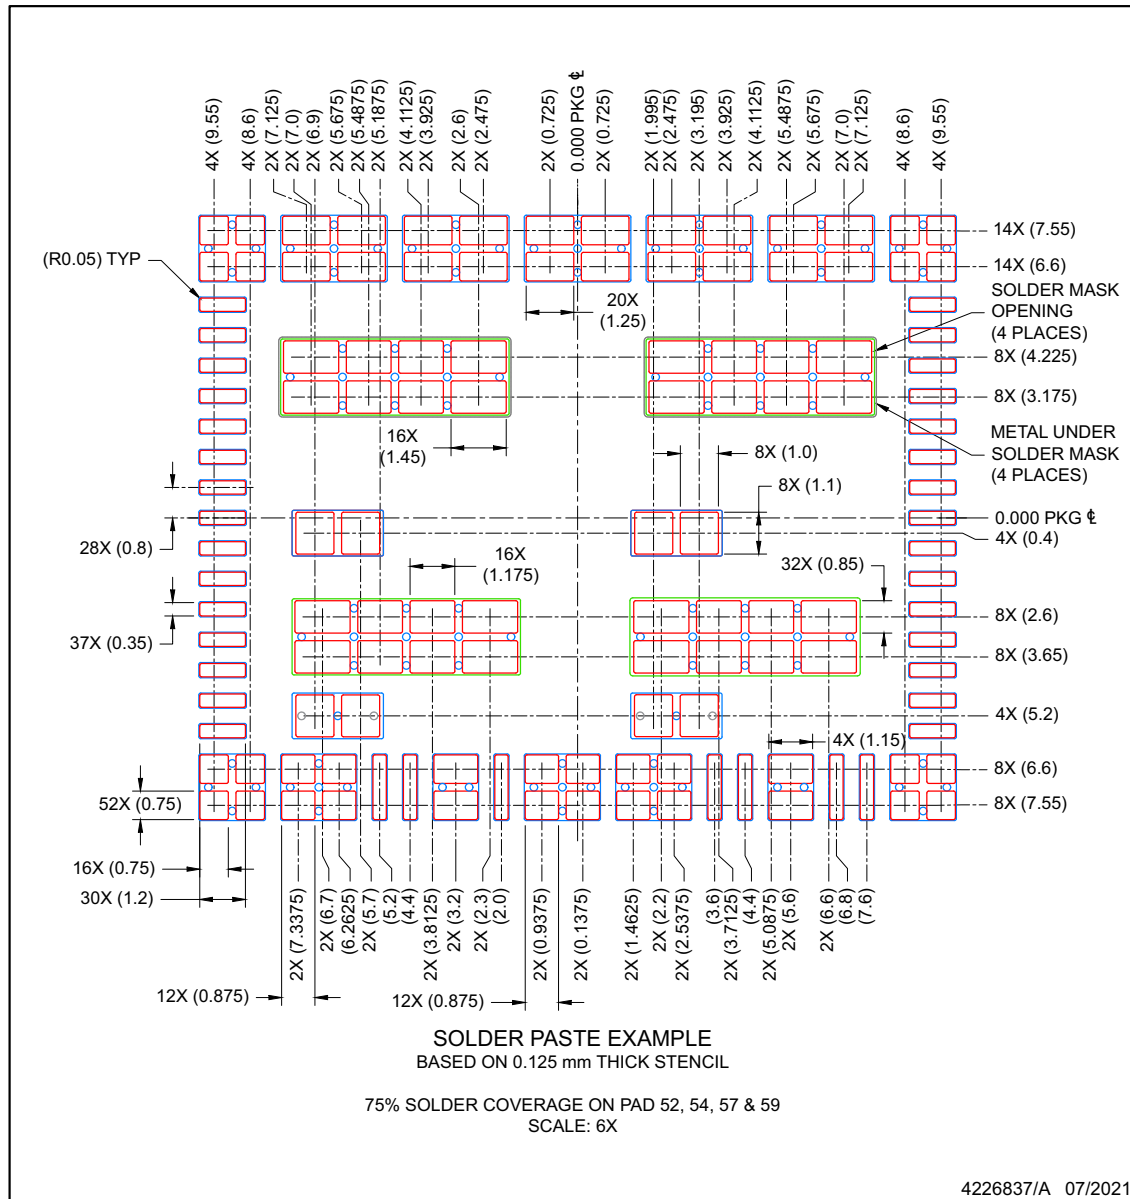 4X (9.55)
4X (8.6)
2X (7.125)
2X (7.0)
2X (6.9)
2X (5.675)
2X (5.4875)
2X (5.1875)
2X (4.1125)
2X (3.925)
2X (2.6)
2X (2.475)
2X (0.725)
0.000 PKG ℄
2X (0.725)
2X (1.995)
2X (2.475)
2X (3.195)
2X (3.925)
2X (4.1125)
2X (5.4875)
2X (5.675)
2X (7.0)
2X (7.125)
4X (8.6)
4X (9.55)
14X (7.55)
(R0.05) TYP
14X (6.6)
20X
(1.25)
SOLDER MASK
OPENING
(4 PLACES)
8X (4.225)
8X (3.175)
METAL UNDER
SOLDER MASK
(4 PLACES)
16X
(1.45)
8X (1.0)
8X (1.1)
0.000 PKG ℄
4X (0.4)
28X (0.8)
16X
(1.175)
32X (0.85)
8X (2.6)
37X (0.35)
8X (3.65)
4X (5.2)
4X (1.15)
8X (6.6)
52X (0.75)
8X (7.55)
16X (0.75)
30X (1.2)
2X (7.3375)
2X (6.7)
(6.2625)
2X (5.7)
(5.2)
(4.4)
2X (3.8125)
2X (3.2)
2X (2.3)
(2.0)
2X (0.9375)
2X (0.1375)
2X (1.4625)
2X (2.2)
2X (2.5375)
(3.6)
2X (3.7125)
(4.4)
2X (5.0875)
2X (5.6)
2X (6.6)
(6.8)
(7.6)
12X (0.875)
12X (0.875)
SOLDER PASTE EXAMPLE
BASED ON 0.125 mm THICK STENCIL
75% SOLDER COVERAGE ON PAD 52, 54, 57 & 59
SCALE: 6X
4226837/A 07/2021